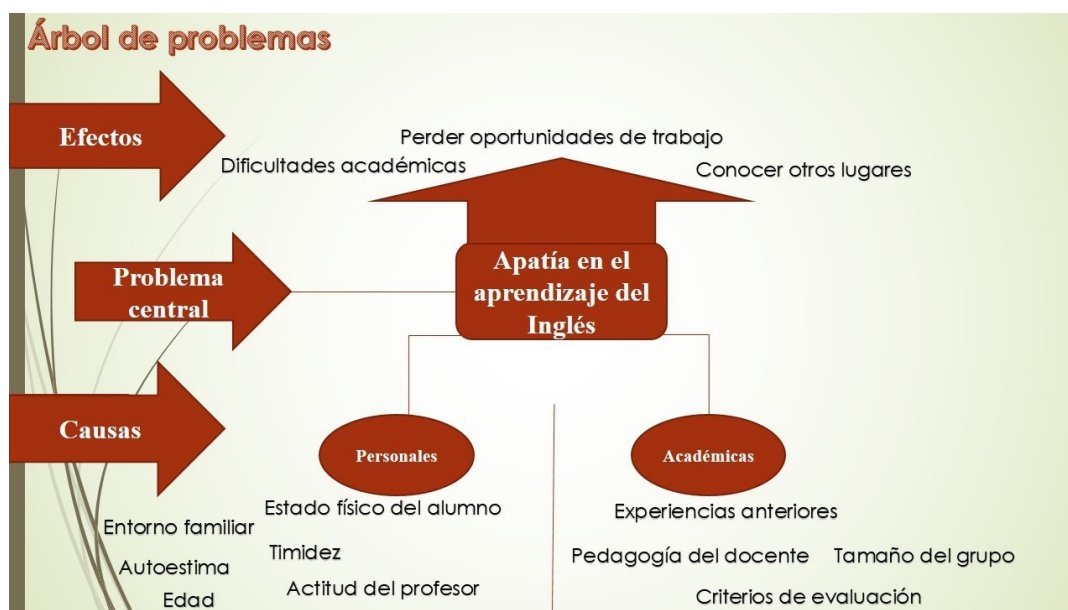 Árbol de problemas
Efectos
Perder oportunidades de trabajo
Dificultades académicas
Conocer otros lugares
Problema
central
Apatía en el
aprendizaje del
Inglés
Causas
Personales
Académicas
Estado físico del alumno
Experiencias anteriores
Entorno familiar
Timidez
Pedagogía del docente
Tamaño del grupo
Autoestima
Actitud del profesor
Edad
Criterios de evaluación